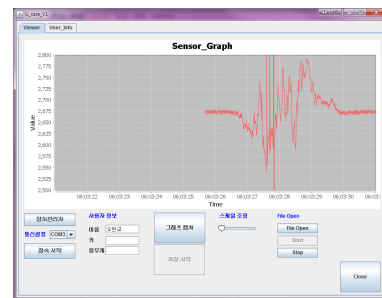 U_care_V1
Viewer User_Info
Sensor_Graph
2,800
2,775
2,750
2,725
2,700
2,675
2,650
2,625
2,600
2,575
2,550
2,525
2,500
Value
06:03:22 06:03:23 06:03:24 06:03:25 06:03:26 06:03:27 06:03:28 06:03:29 06:03:30
Time
장치관리자
통신설정 COM3
접속 시작
사용자 정보
이름
키
몸무게
그래프 캡쳐
저장 시작
스케일 조정
File Open
File Open
Start
Stop
Close